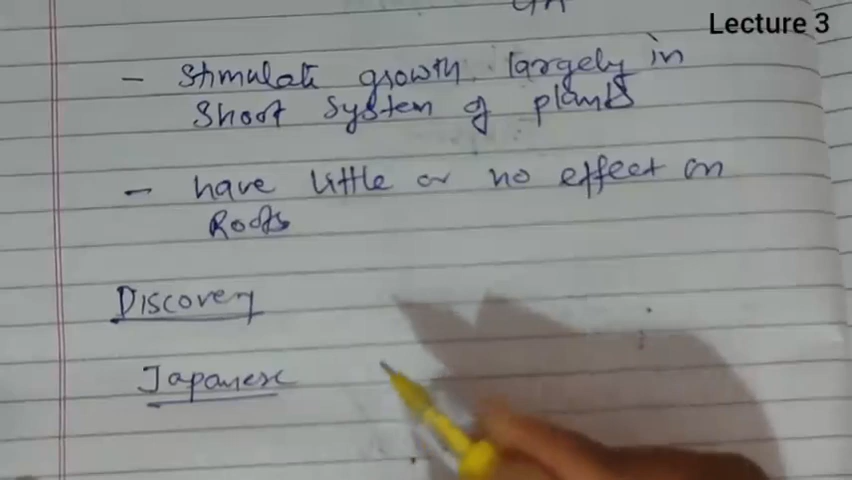 Lecture 3
- Stimulate growth largely in
Shoot System of plants
- have little or no effect on
Roots
Discovery
Japanese